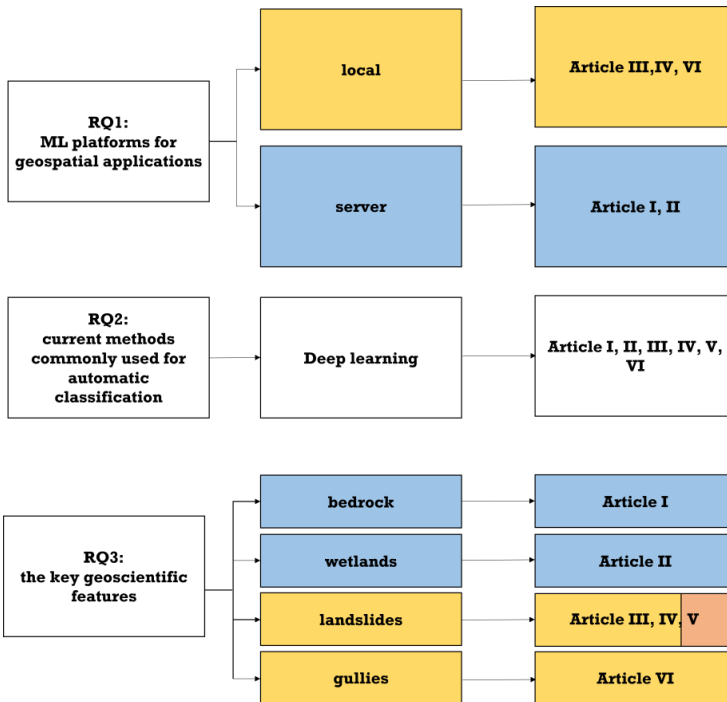 RQ1:
ML platforms for
geospatial applications
local
Article III,IV, VI
server
Article I, II
RQ2:
current methods
commonly used for
automatic
classification
Deep learning
Article I, II, III, IV, V,
VI
RQ3:
the key geoscientific
features
bedrock
Article I
wetlands
Article II
landslides
Article III, IV, V
gullies
Article VI